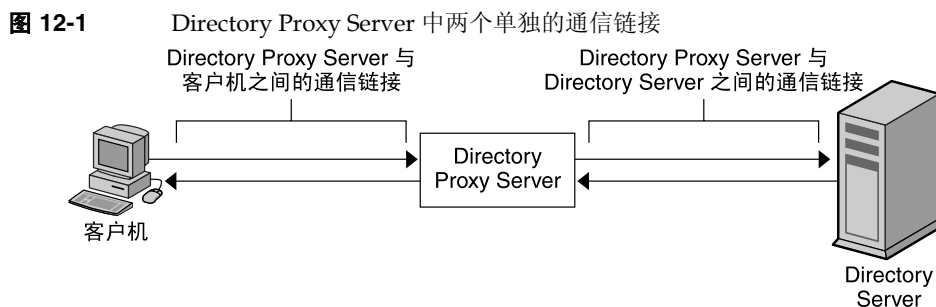 图 12-1 Directory Proxy Server 中两个单独的通信链接
Directory Proxy Server 与
客户机之间的通信链接
Directory Proxy Server 与
Directory Server 之间的通信链接
Directory
Proxy Server
客户机
Directory
Server